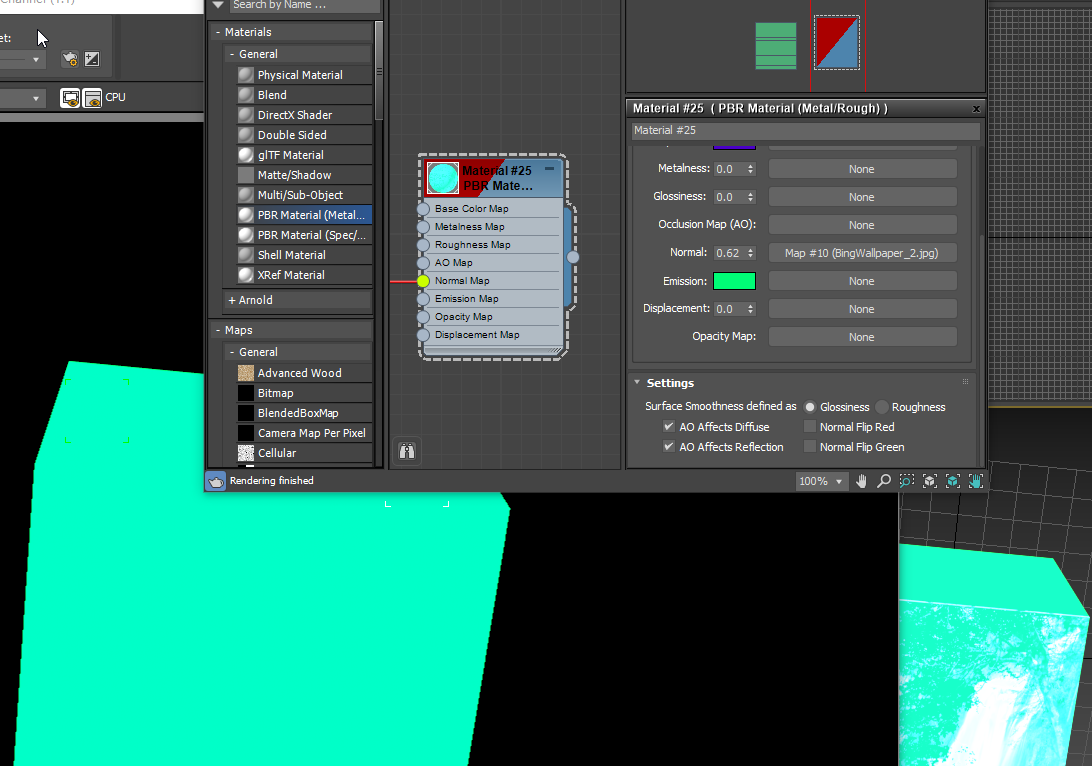 Channel (1:1)
Search by Name ...
et:
CPU
- Materials
- General
Physical Material
Blend
DirectX Shader
Double Sided
glTF Material
Matte/Shadow
Multi/Sub-Object
PBR Material (Metal...
PBR Material (Spec/...
Shell Material
XRef Material
+ Arnold
- Maps
- General
Advanced Wood
Bitmap
BlendedBoxMap
Camera Map Per Pixel
Cellular
Material #25
PBR Mate...
Base Color Map
Metalness Map
Roughness Map
AO Map
Normal Map
Emission Map
Opacity Map
Displacement Map
Material #25 ( PBR Material (Metal/Rough) )
x
Material #25
Metalness: 0.0 None
Glossiness: 0.0 None
Occlusion Map (AO): None
Normal: 0.62 Map #10 (BingWallpaper_2.jpg)
Emission: None
Displacement: 0.0 None
Opacity Map: None
Settings
Surface Smoothness defined as Glossiness Roughness
AO Affects Diffuse Normal Flip Red
AO Affects Reflection Normal Flip Green
Rendering finished
100%